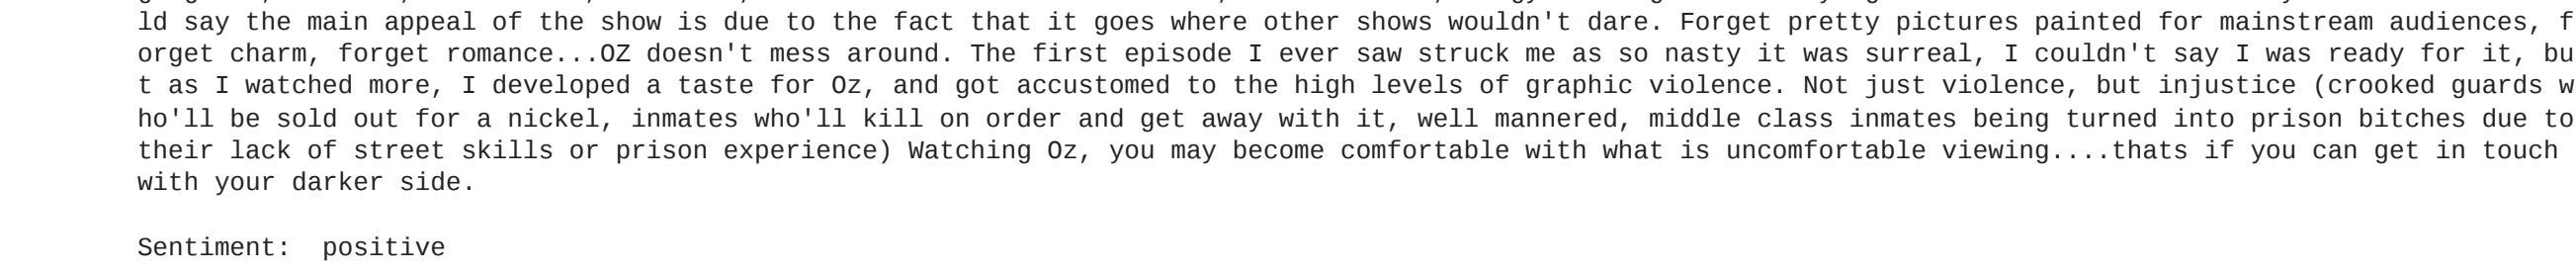 ld say the main appeal of the show is due to the fact that it goes where other shows wouldn't dare. Forget pretty pictures painted for mainstream audiences, f
orget charm, forget romance...OZ doesn't mess around. The first episode I ever saw struck me as so nasty it was surreal, I couldn't say I was ready for it, bu
t as I watched more, I developed a taste for Oz, and got accustomed to the high levels of graphic violence. Not just violence, but injustice (crooked guards w
ho'll be sold out for a nickel, inmates who'll kill on order and get away with it, well mannered, middle class inmates being turned into prison bitches due to
their lack of street skills or prison experience) Watching Oz, you may become comfortable with what is uncomfortable viewing....thats if you can get in touch
with your darker side.
Sentiment:  positive